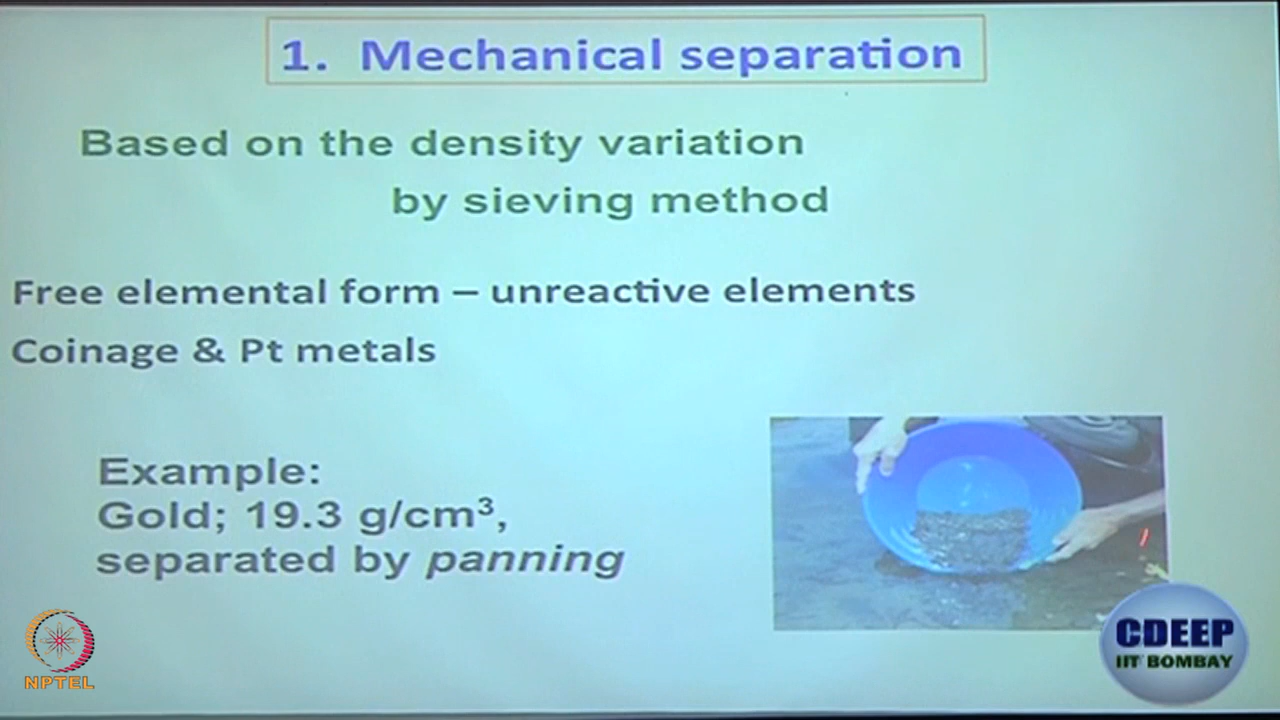 1. Mechanical separation
Based on the density variation
by sieving method
Free elemental form – unreactive elements
Coinage & Pt metals
Example:
Gold; 19.3 g/cm³,
separated by panning
NPTEL
CDEEP
IIT BOMBAY